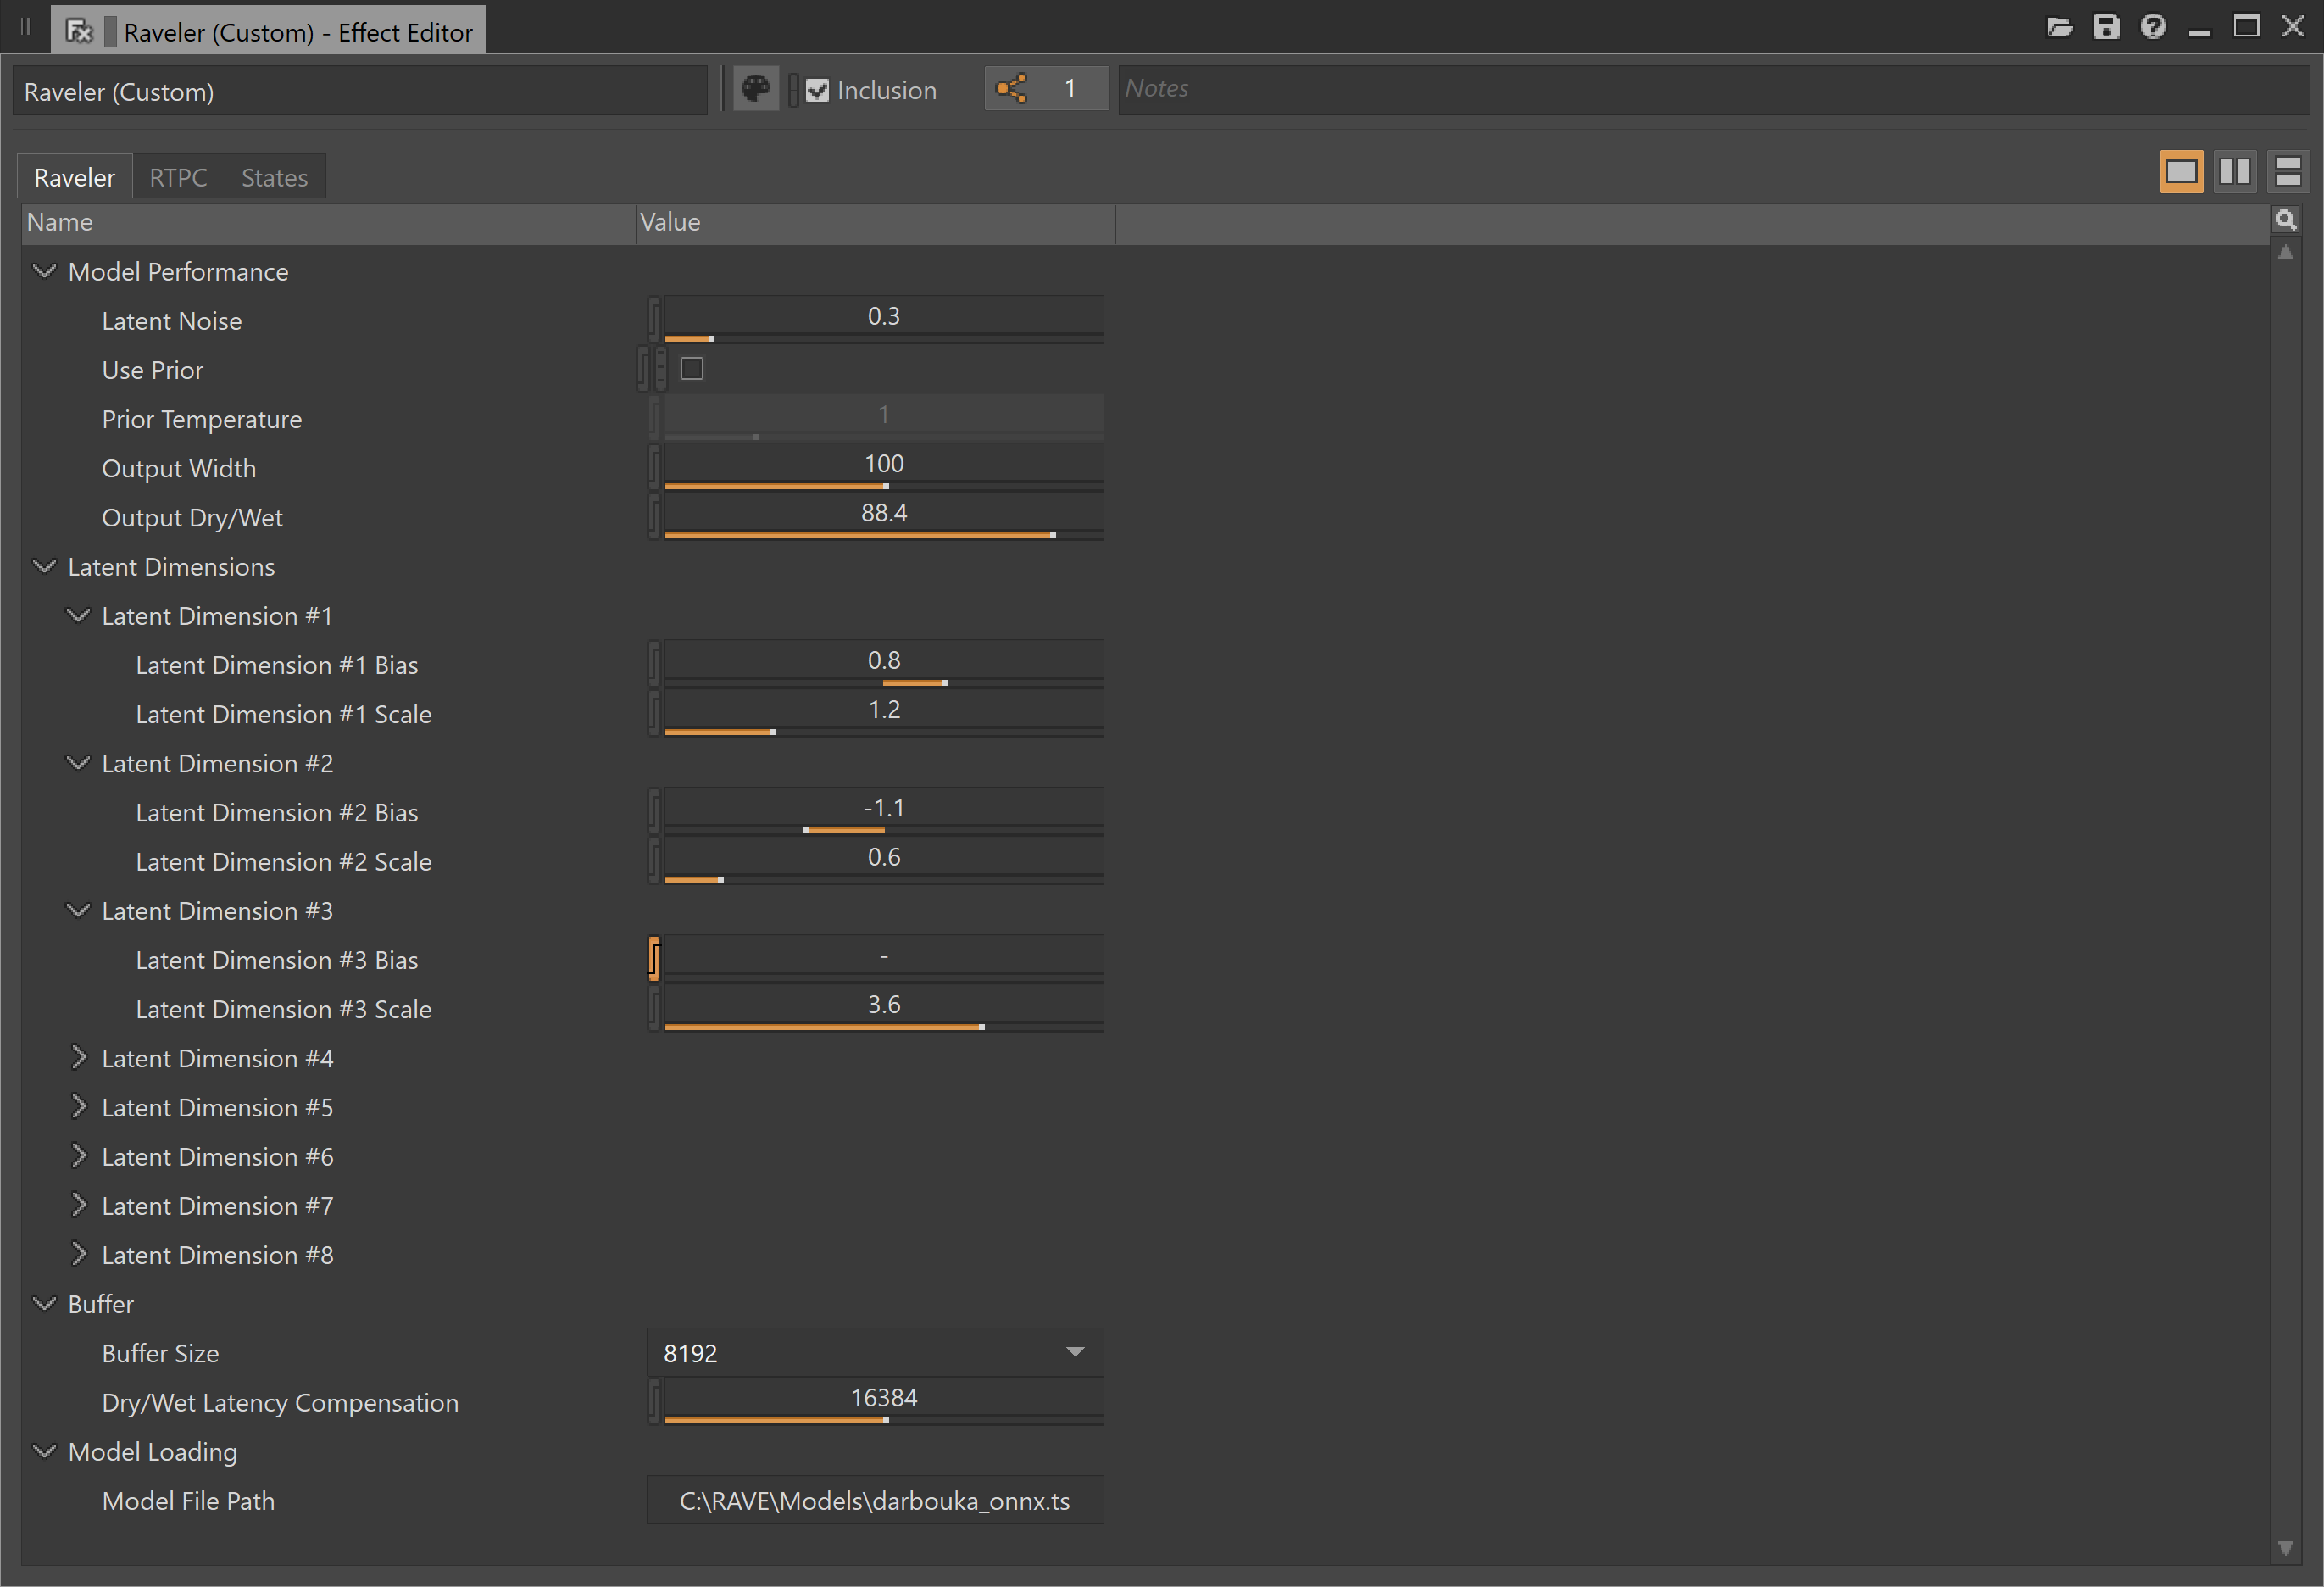 Raveler (Custom) - Effect Editor
Raveler (Custom)
Inclusion
1
Notes
Raveler
RTPC
States
Name
Value
Model Performance
Latent Noise 0.3
Use Prior
Prior Temperature 1
Output Width 100
Output Dry/Wet 88.4
Latent Dimensions
Latent Dimension #1
Latent Dimension #1 Bias 0.8
Latent Dimension #1 Scale 1.2
Latent Dimension #2
Latent Dimension #2 Bias -1.1
Latent Dimension #2 Scale 0.6
Latent Dimension #3
Latent Dimension #3 Bias -
Latent Dimension #3 Scale 3.6
Latent Dimension #4
Latent Dimension #5
Latent Dimension #6
Latent Dimension #7
Latent Dimension #8
Buffer
Buffer Size 8192
Dry/Wet Latency Compensation 16384
Model Loading
Model File Path C:\RAVE\Models\darbouka_onnx.ts